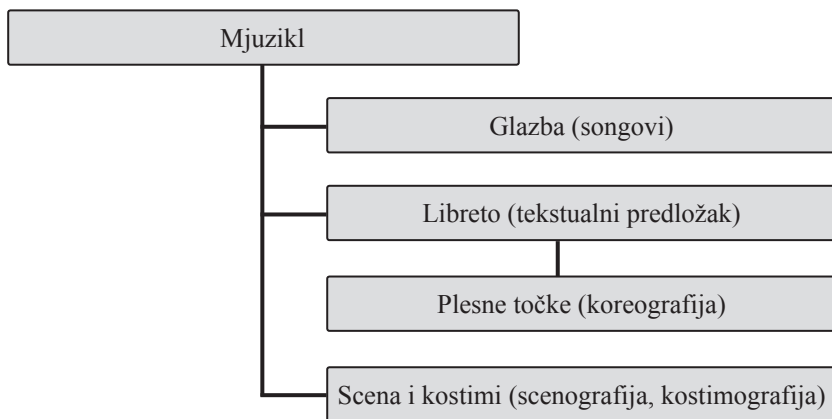 Mjuzikl
Glazba (songovi)
Libreto (tekstualni predložak)
Plesne točke (koreografija)
Scena i kostimi (scenografija, kostimografija)